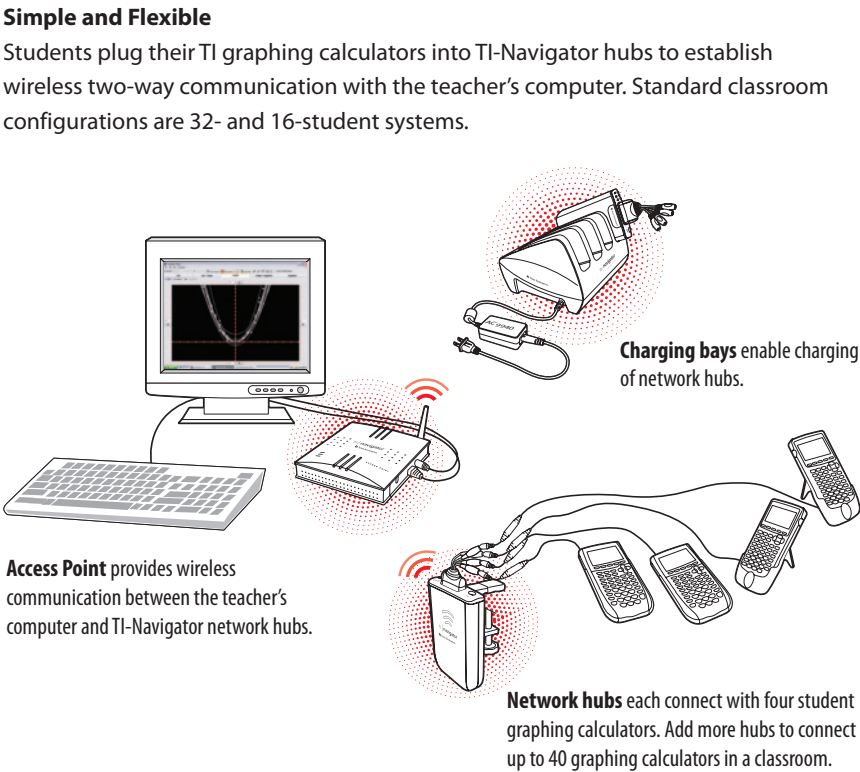 Simple and Flexible
Students plug their TI graphing calculators into TI-Navigator hubs to establish
wireless two-way communication with the teacher's computer. Standard classroom
configurations are 32- and 16-student systems.
AC9940
Charging bays enable charging
of network hubs.
navigator
Access Point provides wireless
communication between the teacher's
computer and TI-Navigator network hubs.
navigator
Network hubs each connect with four student
graphing calculators. Add more hubs to connect
up to 40 graphing calculators in a classroom.